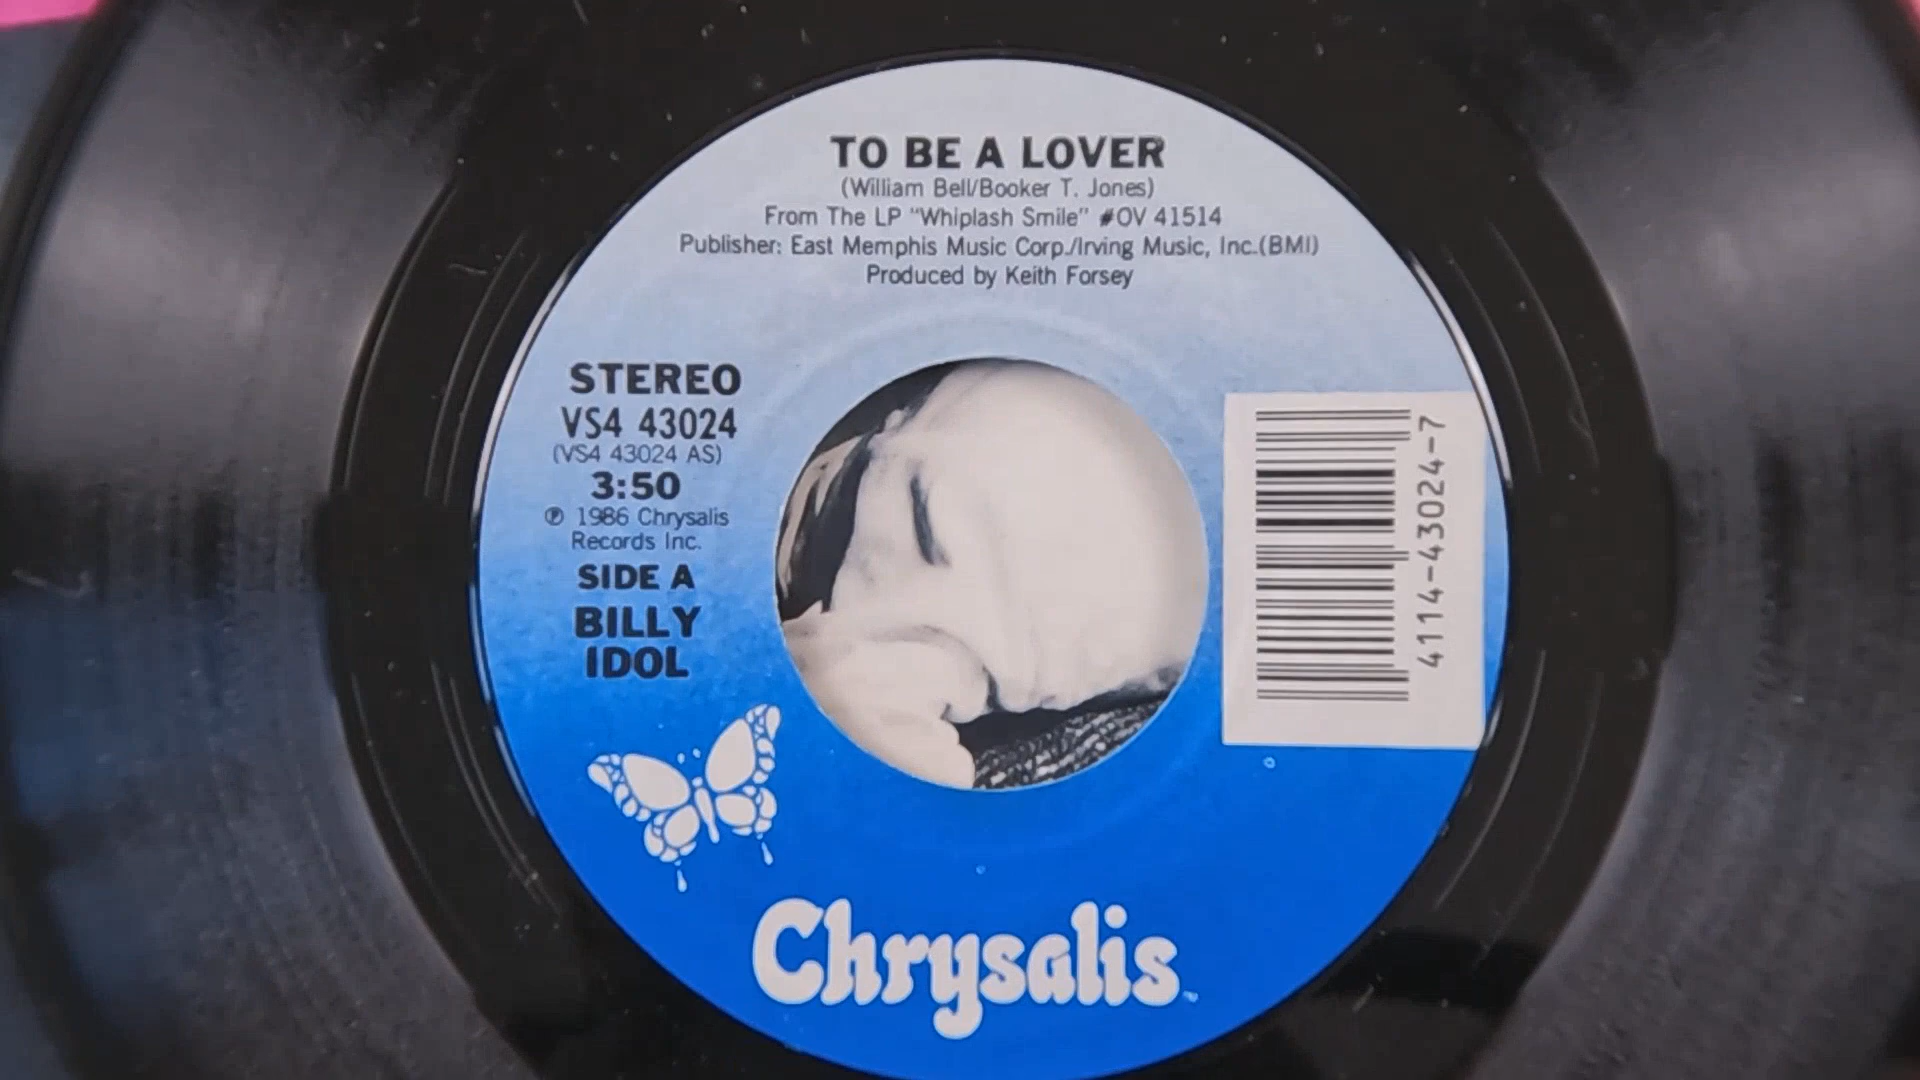 TO BE A LOVER
(William Bell/Booker T. Jones)
From The LP "Whiplash Smile" #OV 41514
Publisher: East Memphis Music Corp./Irving Music, Inc.(BMI)
Produced by Keith Forsey
STEREO
VS4 43024
(VS4 43024 AS)
3:50
℗ 1986 Chrysalis
Records Inc.
SIDE A
BILLY
IDOL
4114-43024-7
Chrysalis